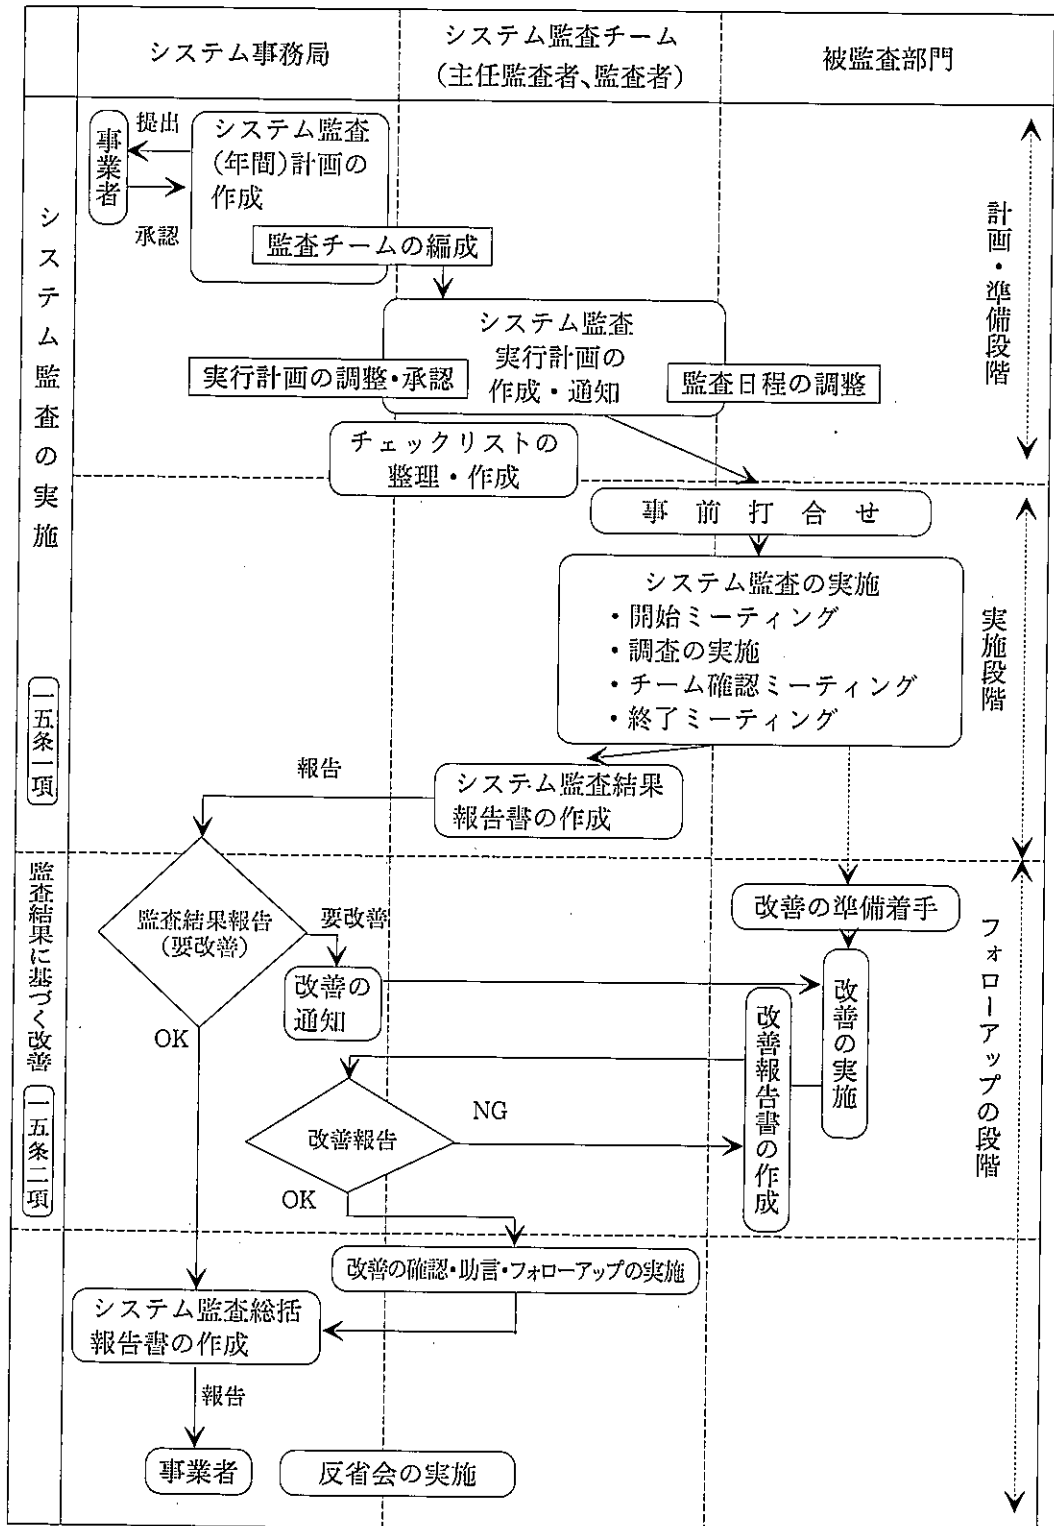 システム事務局
システム監査チーム
(主任監査者、監査者)
被監査部門
システム監査の実施
一五条一項
監査結果に基づく改善
一五条二項
計画・準備段階
実施段階
フォローアップの段階
事業者
提出
承認
システム監査
(年間)計画の
作成
監査チームの編成
システム監査
実行計画の
作成・通知
実行計画の調整・承認
監査日程の調整
チェックリストの
整理・作成
事前打合せ
システム監査の実施
・開始ミーティング
・調査の実施
・チーム確認ミーティング
・終了ミーティング
報告
システム監査結果
報告書の作成
監査結果報告
(要改善)
要改善
改善の
通知
OK
改善の準備着手
改善の実施
改善報告書の作成
改善報告
NG
OK
改善の確認・助言・フォローアップの実施
システム監査総括
報告書の作成
報告
事業者
反省会の実施